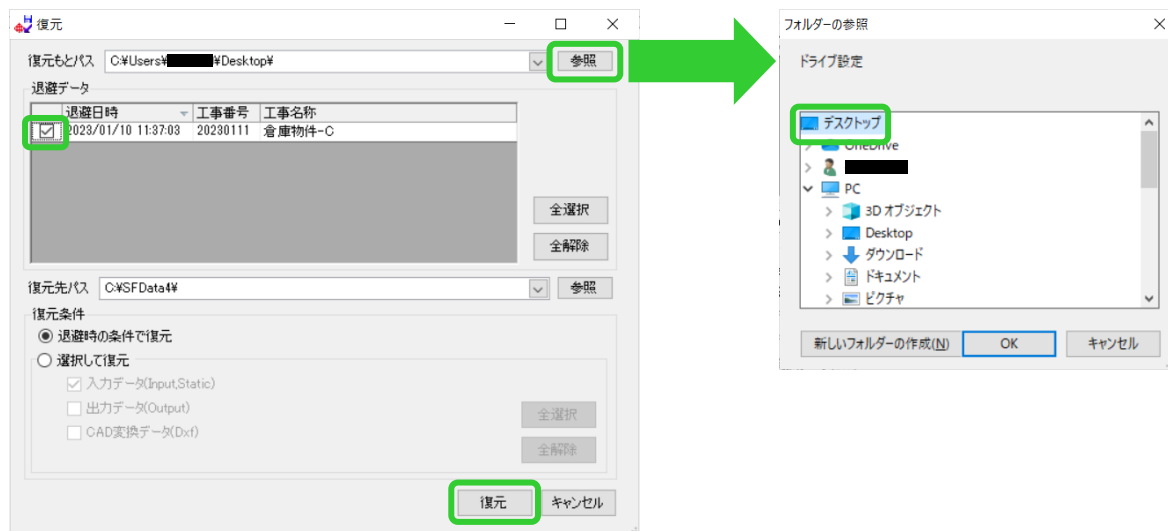 復元
復元もとパス C:¥Users¥ ¥Desktop¥ 参照
退避データ
退避日時 工事番号 工事名称
2023/01/10 11:37:03 20230111 倉庫物件-C
全選択
全解除
復元先パス C:¥SFData4¥ 参照
復元条件
退避時の条件で復元
選択して復元
入力データ(Input,Static)
出力データ(Output)
CAD変換データ(Dxf)
全選択
全解除
復元 キャンセル
フォルダーの参照
ドライブ設定
デスクトップ
OneDrive
PC
3D オブジェクト
Desktop
ダウンロード
ドキュメント
ピクチャ
新しいフォルダーの作成(N) OK キャンセル